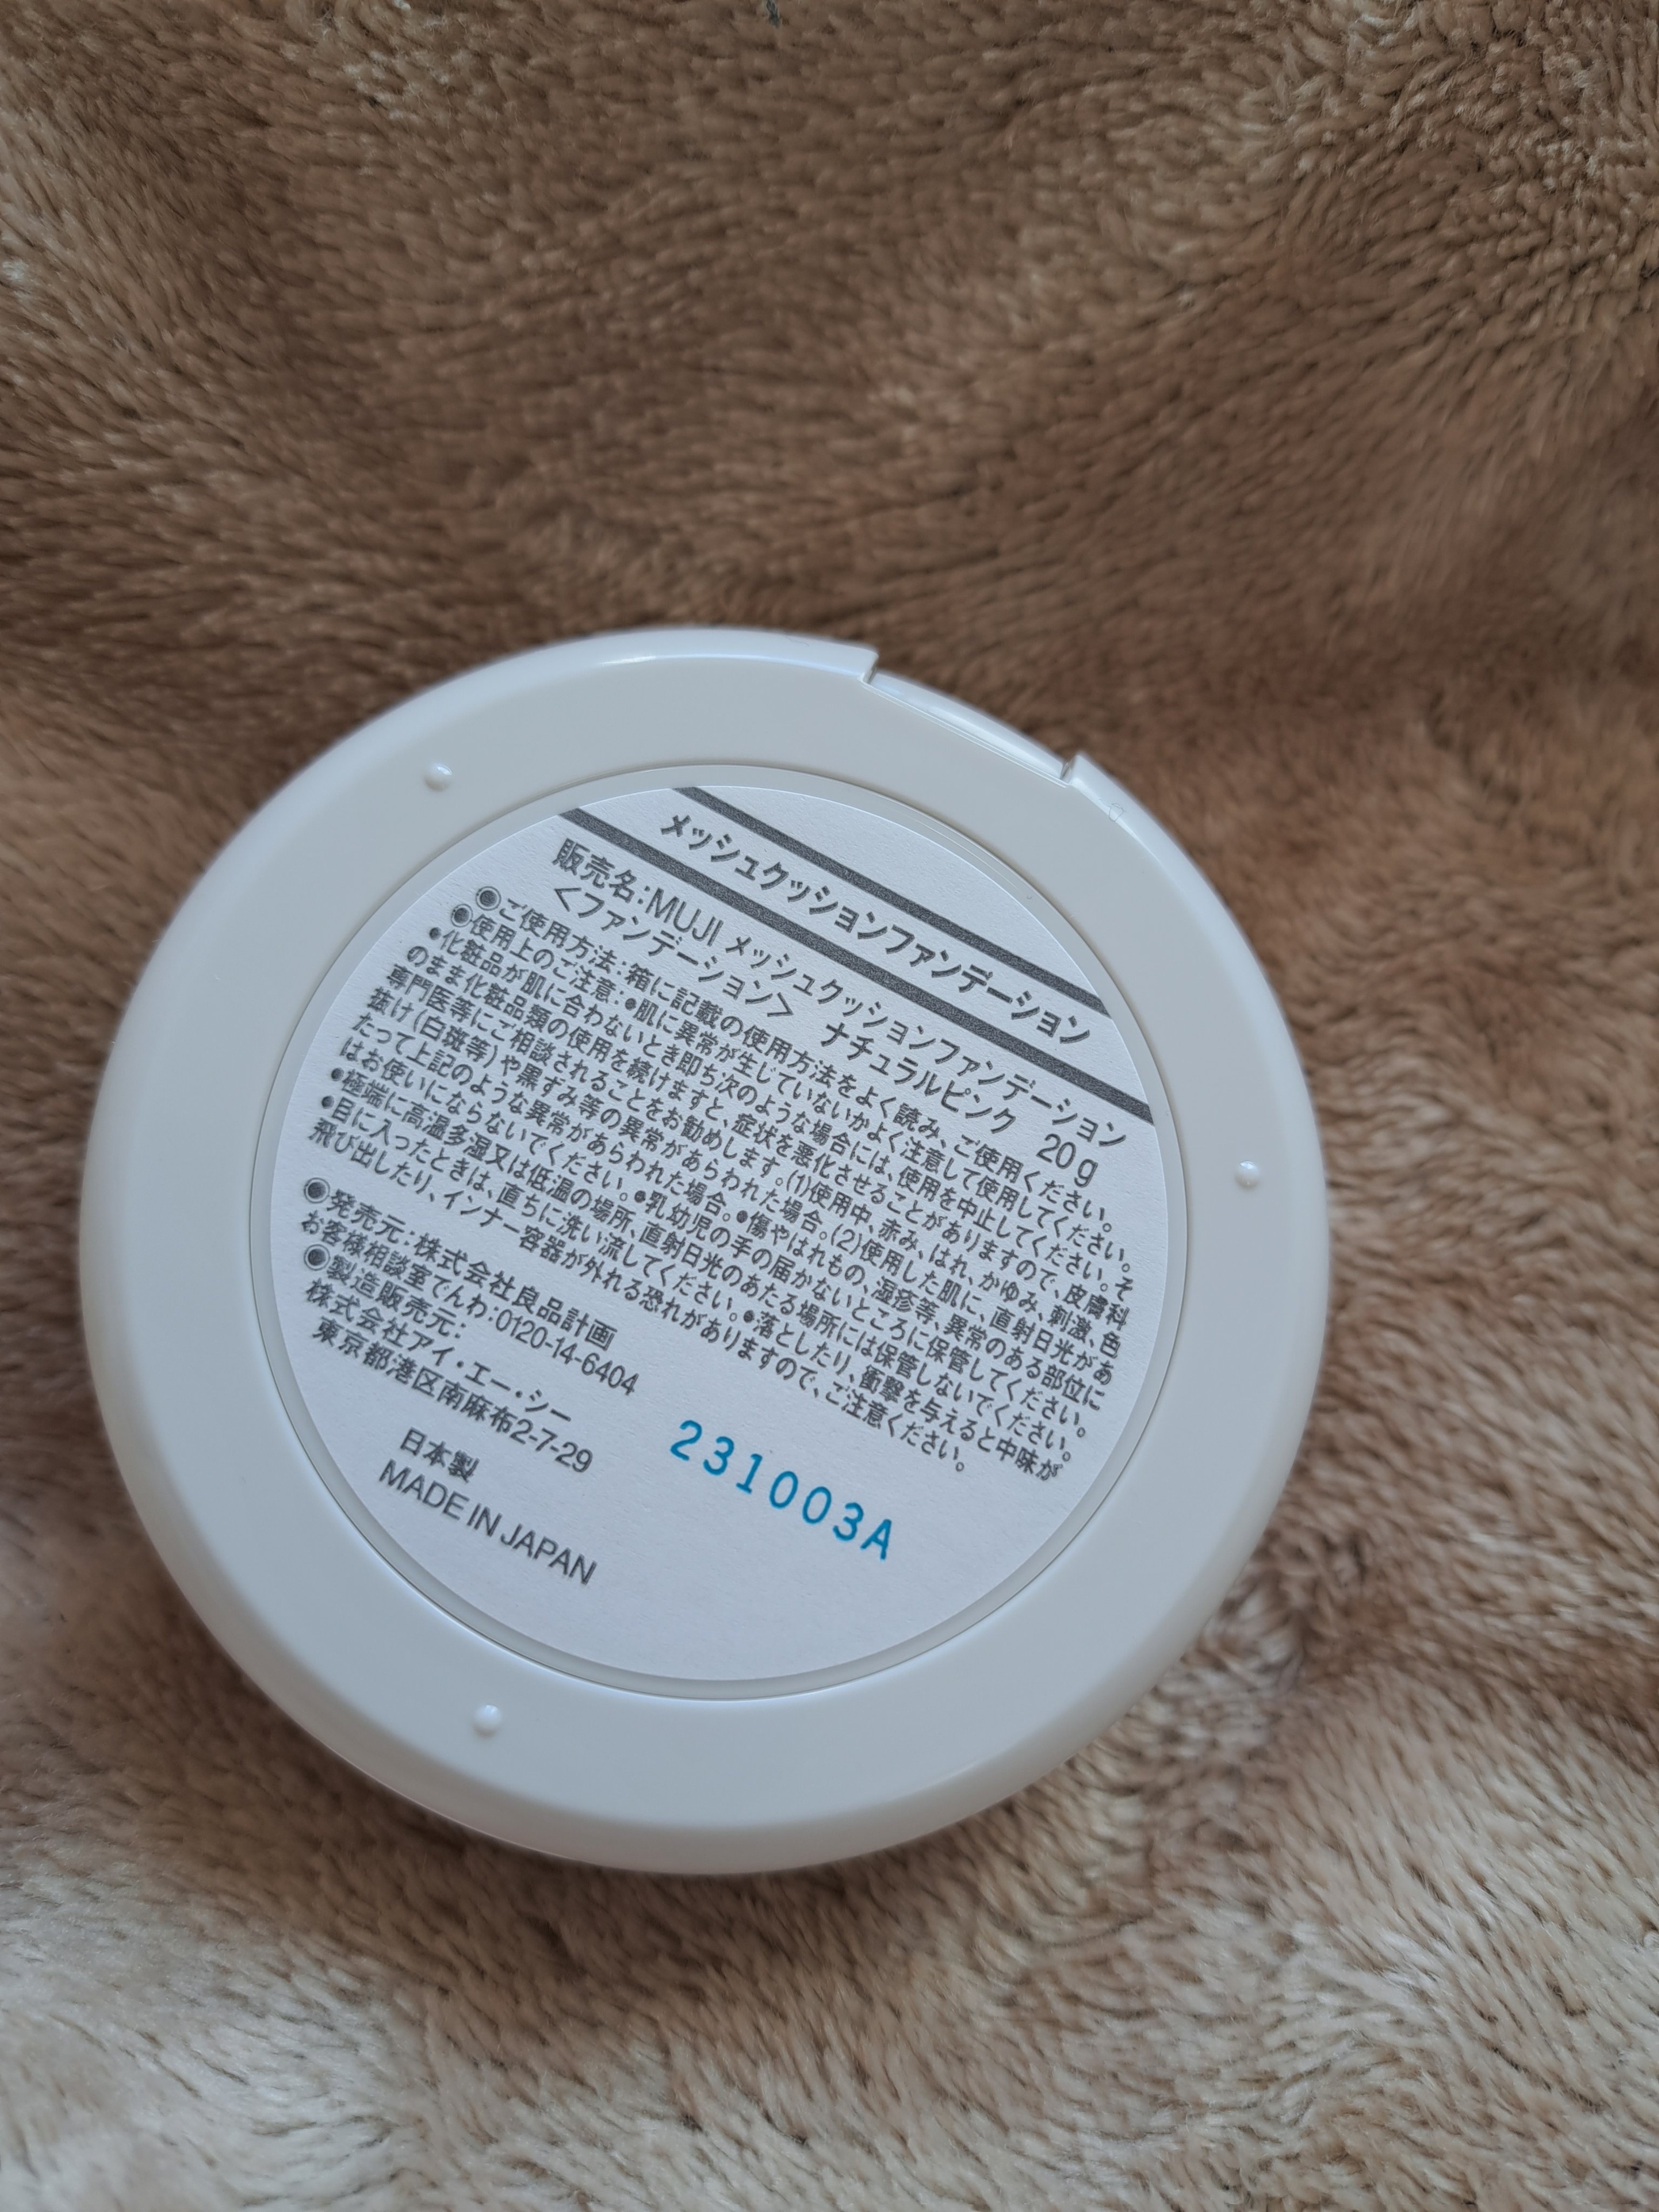 メッシュクッションファンデーション
販売名:MUJI メッシュクッションファンデーション
<ファンデーション> ナチュラルピンク 20g
◉ご使用方法:箱に記載の使用方法をよく読み、ご使用ください。
◉使用上のご注意:●肌に異常が生じていないかよく注意して使用してください。
●化粧品が肌に合わないとき即ち次のような場合には、使用を中止してください。そ
のまま化粧品類の使用を続けますと、症状を悪化させることがありますので、皮膚科
専門医等にご相談されることをお勧めします。(1)使用中、赤み、はれ、かゆみ、刺激、色
抜け(白斑等)や黒ずみ等の異常があらわれた場合。(2)使用した肌に、直射日光があ
たって上記のような異常があらわれた場合。●傷やはれもの、湿疹等、異常のある部位に
はお使いにならないでください。●乳幼児の手の届かないところに保管してください。
●極端に高温多湿又は低温の場所、直射日光のあたる場所には保管しないでください。
●目に入ったときは、直ちに洗い流してください。●落としたり、衝撃を与えると中味が
飛び出したり、インナー容器が外れる恐れがありますので、ご注意ください。
◉発売元:株式会社良品計画
お客様相談室でんわ:0120-14-6404
◉製造販売元:
株式会社アイ・エー・シー
東京都港区南麻布2-7-29
日本製
MADE IN JAPAN
231003A